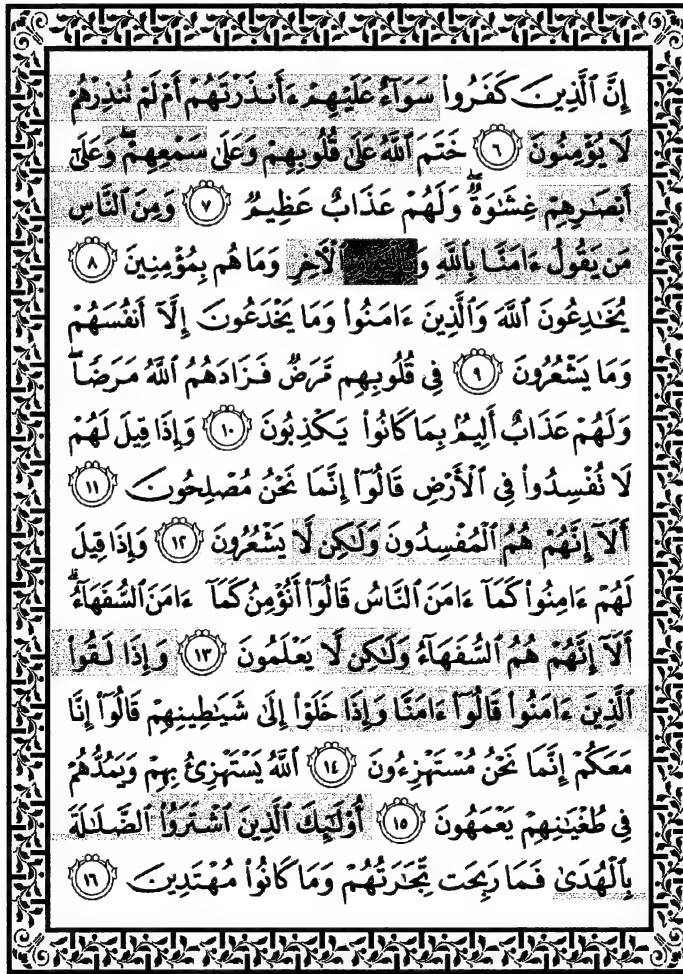 إِنَّ ٱلَّذِينَ كَفَرُوا۟ سَوَآءٌ عَلَيْهِمْ ءَأَنذَرْتَهُمْ أَمْ لَمْ تُنذِرْهُمْ
لَا يُؤْمِنُونَ ٦ خَتَمَ ٱللَّهُ عَلَىٰ قُلُوبِهِمْ وَعَلَىٰ سَمْعِهِمْ ۖ وَعَلَىٰٓ
أَبْصَٰرِهِمْ غِشَٰوَةٌ ۖ وَلَهُمْ عَذَابٌ عَظِيمٌ ٧ وَمِنَ ٱلنَّاسِ
مَن يَقُولُ ءَامَنَّا بِٱللَّهِ ٱلْءَاخِرِ وَمَا هُم بِمُؤْمِنِينَ ٨
يُخَٰدِعُونَ ٱللَّهَ وَٱلَّذِينَ ءَامَنُوا۟ وَمَا يَخْدَعُونَ إِلَّآ أَنفُسَهُمْ
وَمَا يَشْعُرُونَ ٩ فِى قُلُوبِهِم مَّرَضٌ فَزَادَهُمُ ٱللَّهُ مَرَضًا ۖ
وَلَهُمْ عَذَابٌ أَلِيمٌۢ بِمَا كَانُوا۟ يَكْذِبُونَ ١٠ وَإِذَا قِيلَ لَهُمْ
لَا تُفْسِدُوا۟ فِى ٱلْأَرْضِ قَالُوٓا۟ إِنَّمَا نَحْنُ مُصْلِحُونَ ١١
أَلَآ إِنَّهُمْ هُمُ ٱلْمُفْسِدُونَ وَلَٰكِن لَّا يَشْعُرُونَ ١٢ وَإِذَا قِيلَ
لَهُمْ ءَامِنُوا۟ كَمَآ ءَامَنَ ٱلنَّاسُ قَالُوٓا۟ أَنُؤْمِنُ كَمَآ ءَامَنَ ٱلسُّفَهَآءُ ۗ
أَلَآ إِنَّهُمْ هُمُ ٱلسُّفَهَآءُ وَلَٰكِن لَّا يَعْلَمُونَ ١٣ وَإِذَا لَقُوا۟
ٱلَّذِينَ ءَامَنُوا۟ قَالُوٓا۟ ءَامَنَّا وَإِذَا خَلَوْا۟ إِلَىٰ شَيَٰطِينِهِمْ قَالُوٓا۟ إِنَّا
مَعَكُمْ إِنَّمَا نَحْنُ مُسْتَهْزِءُونَ ١٤ ٱللَّهُ يَسْتَهْزِئُ بِهِمْ وَيَمُدُّهُمْ
فِى طُغْيَٰنِهِمْ يَعْمَهُونَ ١٥ أُو۟لَٰٓئِكَ ٱلَّذِينَ ٱشْتَرَوُا۟ ٱلضَّلَٰلَةَ
بِٱلْهُدَىٰ فَمَا رَبِحَت تِّجَٰرَتُهُمْ وَمَا كَانُوا۟ مُهْتَدِينَ ١٦